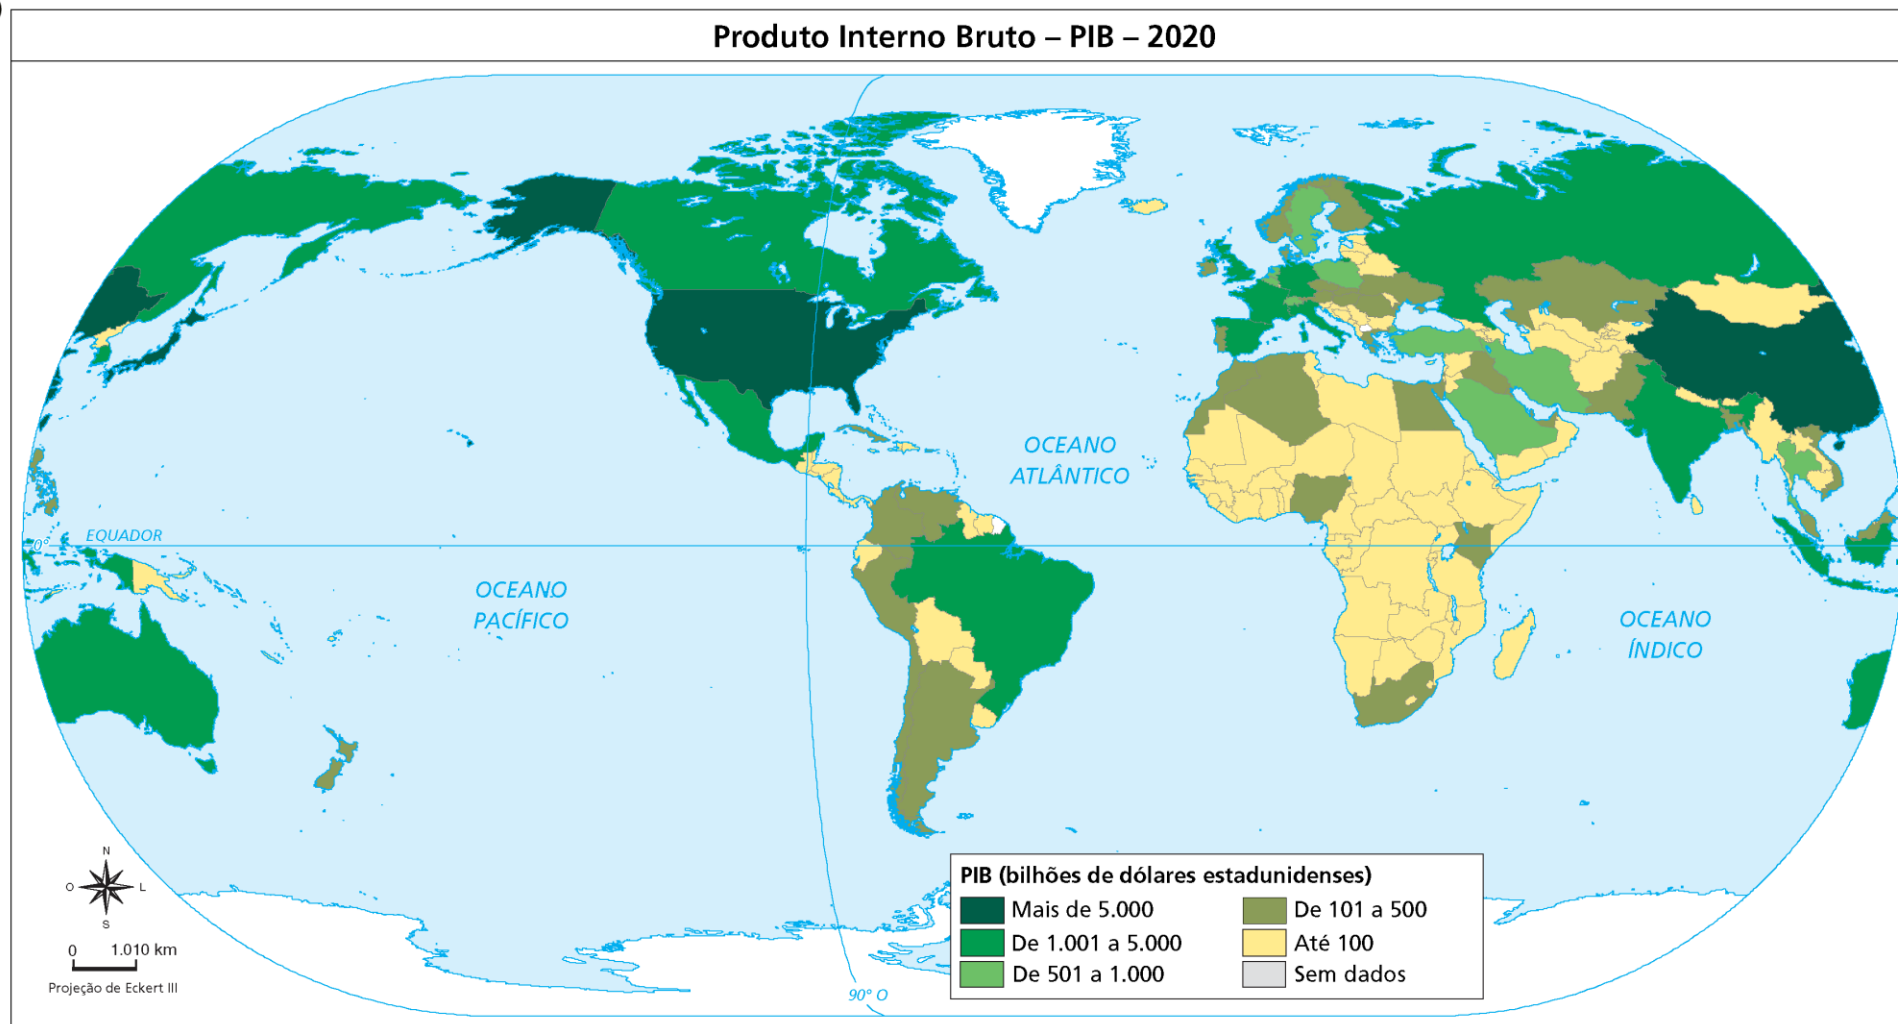 Produto Interno Bruto – PIB – 2020
OCEANO
ATLÂNTICO
EQUADOR
0°
OCEANO
PACÍFICO
OCEANO
ÍNDICO
N
O
L
S
0 1.010 km
Projeção de Eckert III
90° O
PIB (bilhões de dólares estadunidenses)
Mais de 5.000
De 1.001 a 5.000
De 501 a 1.000
De 101 a 500
Até 100
Sem dados